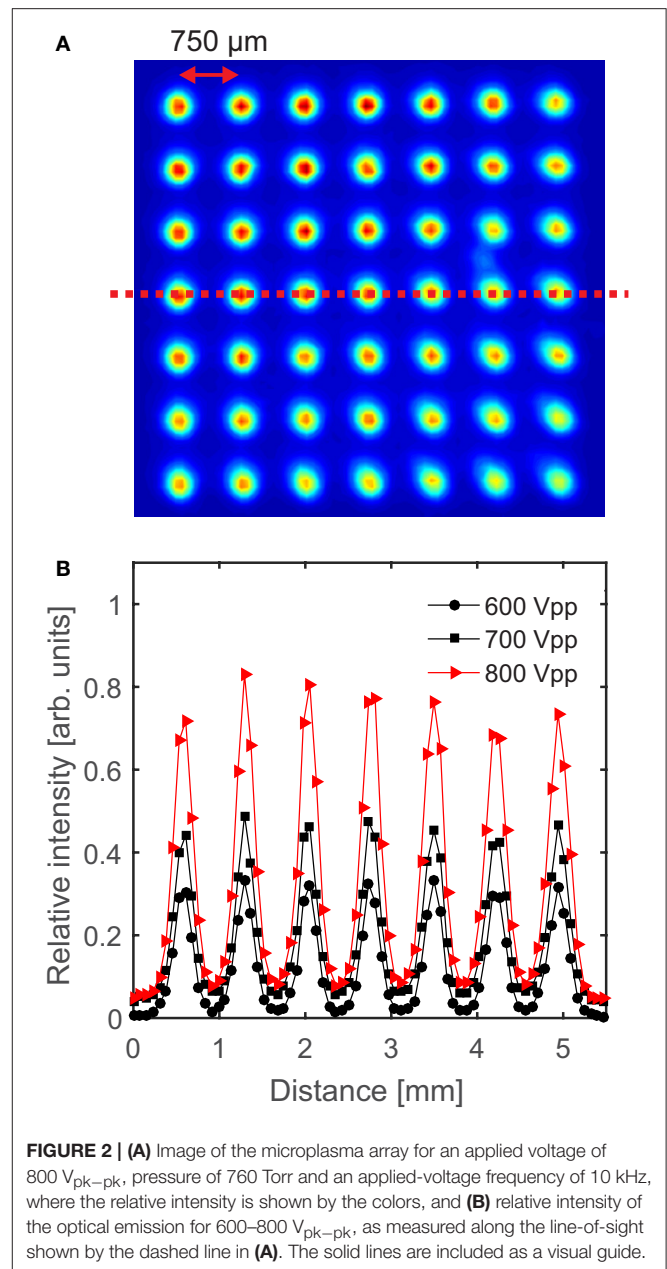 A
750 μm
B
1
0.8
0.6
0.4
0.2
0
Relative intensity [arb. units]
600 Vpp
700 Vpp
800 Vpp
0 1 2 3 4 5
Distance [mm]
FIGURE 2 | (A) Image of the microplasma array for an applied voltage of
800 Vpk−pk, pressure of 760 Torr and an applied-voltage frequency of 10 kHz,
where the relative intensity is shown by the colors, and (B) relative intensity of
the optical emission for 600–800 Vpk−pk, as measured along the line-of-sight
shown by the dashed line in (A). The solid lines are included as a visual guide.